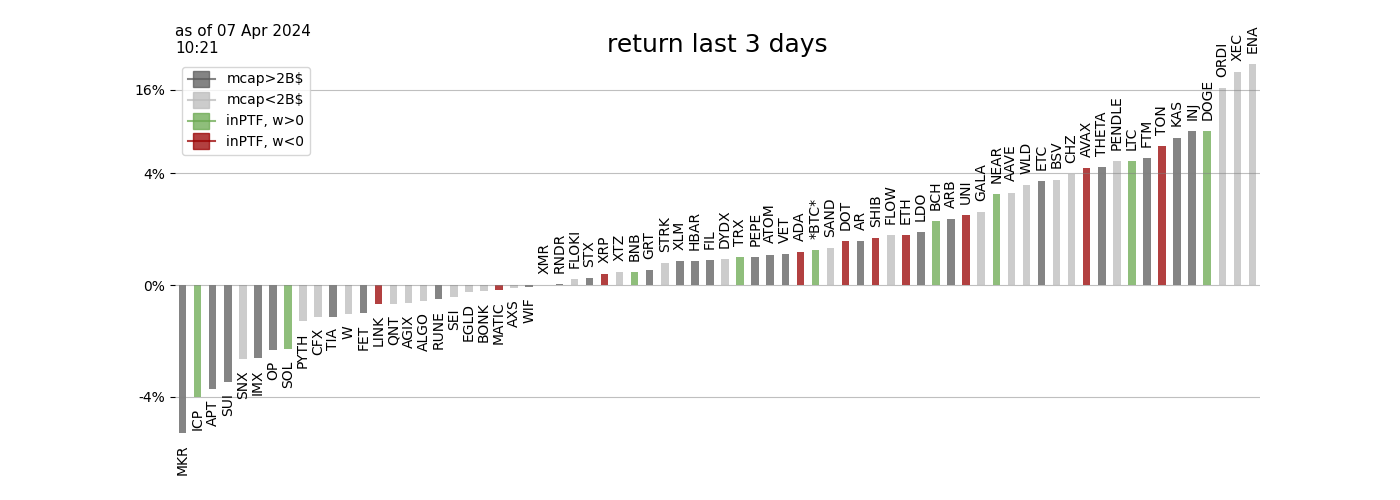 as of 07 Apr 2024
10:21
return last 3 days
mcap>2B$
mcap<2B$
inPTF, w>0
inPTF, w<0
16%
4%
0%
-4%
MKR
ICP
APT
SUI
SNX
IMX
OP
SOL
PYTH
CFX
TIA
W
FET
LINK
QNT
AGIX
ALGO
RUNE
SEI
EGLD
BONK
MATIC
AXS
WIF
XMR
RNDR
FLOKI
STX
XRP
XTZ
BNB
GRT
STRK
XLM
HBAR
FIL
DYDX
TRX
PEPE
ATOM
VET
ADA
*BTC*
SAND
DOT
AR
SHIB
FLOW
ETH
LDO
BCH
ARB
UNI
GALA
NEAR
AAVE
WLD
ETC
BSV
CHZ
AVAX
THETA
PENDLE
LTC
FTM
TON
KAS
INJ
DOGE
ORDI
XEC
ENA